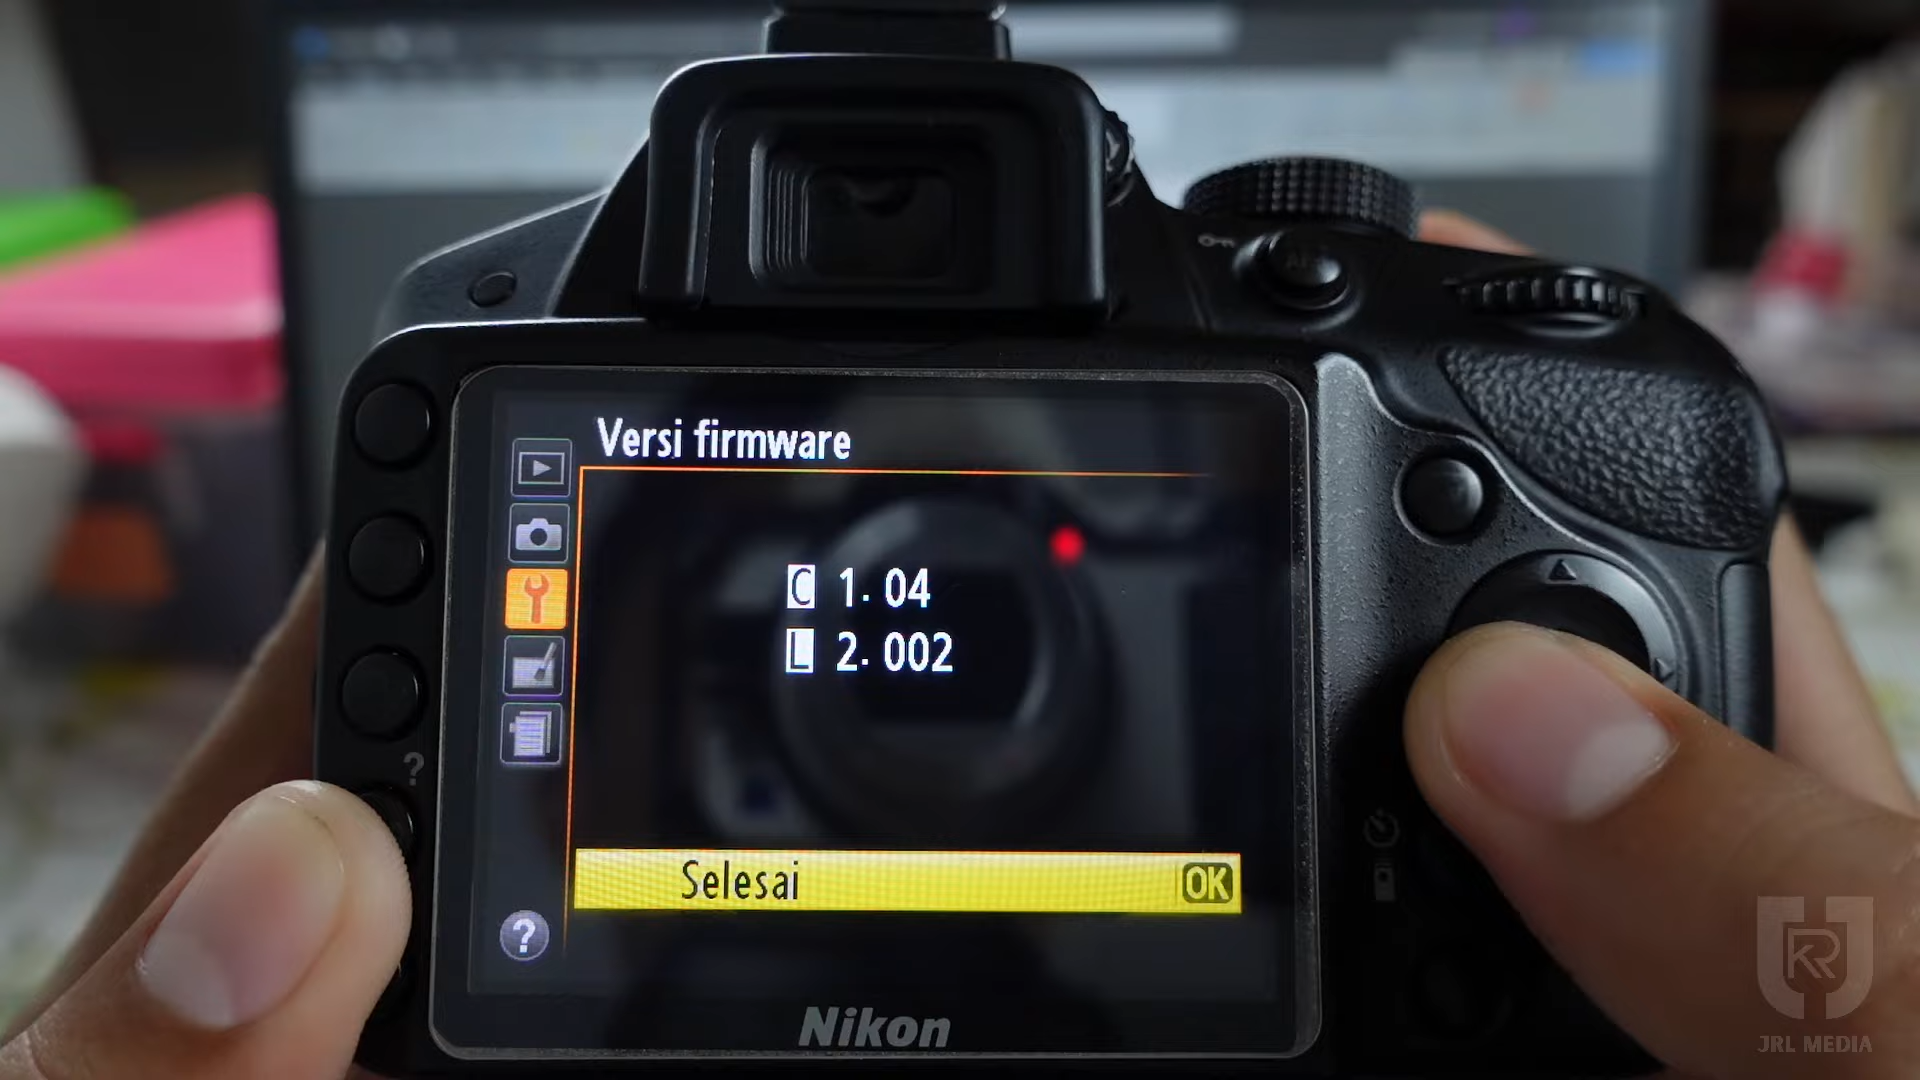 Versi firmware
C 1.04
L 2.002
Selesai OK
?
?
Nikon
JRL MEDIA